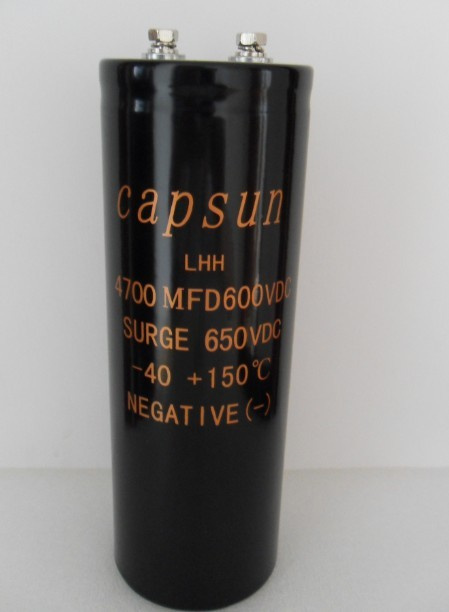 capsun
LHH
4700 MFD600VDC
SURGE 650VDC
-40 +150℃
NEGATIVE(-)